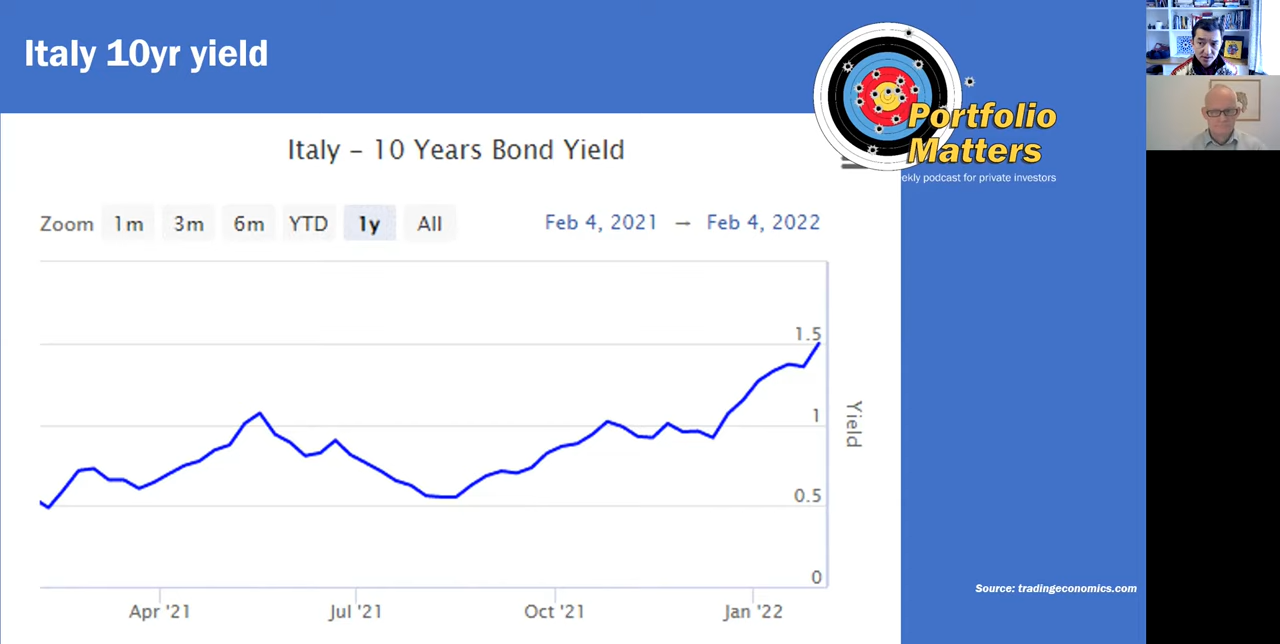 Italy 10yr yield
Portfolio
Matters
eekly podcast for private investors
Italy – 10 Years Bond Yield
Zoom 1m 3m 6m YTD 1y All Feb 4, 2021 → Feb 4, 2022
1.5
1
0.5
0
Yield
Apr '21 Jul '21 Oct '21 Jan '22
Source: tradingeconomics.com